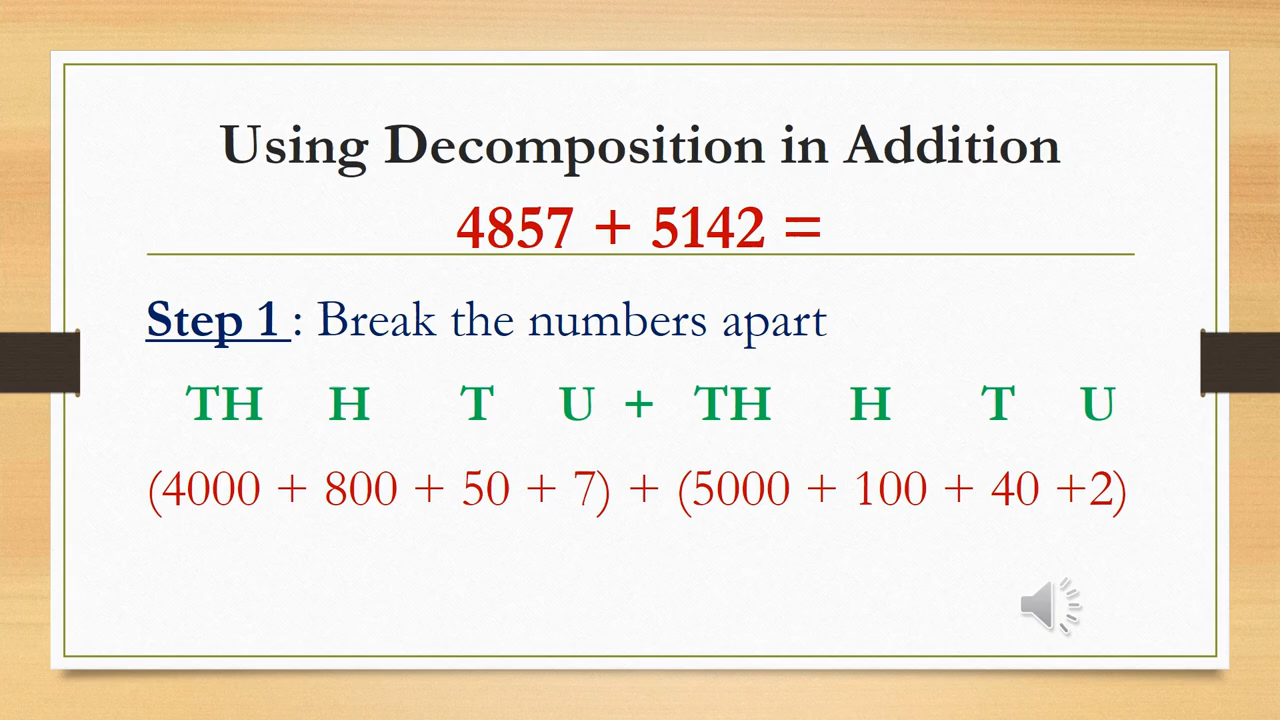 Using Decomposition in Addition
4857 + 5142 =
Step 1 : Break the numbers apart
TH H T U + TH H T U
(4000 + 800 + 50 + 7) + (5000 + 100 + 40 +2)